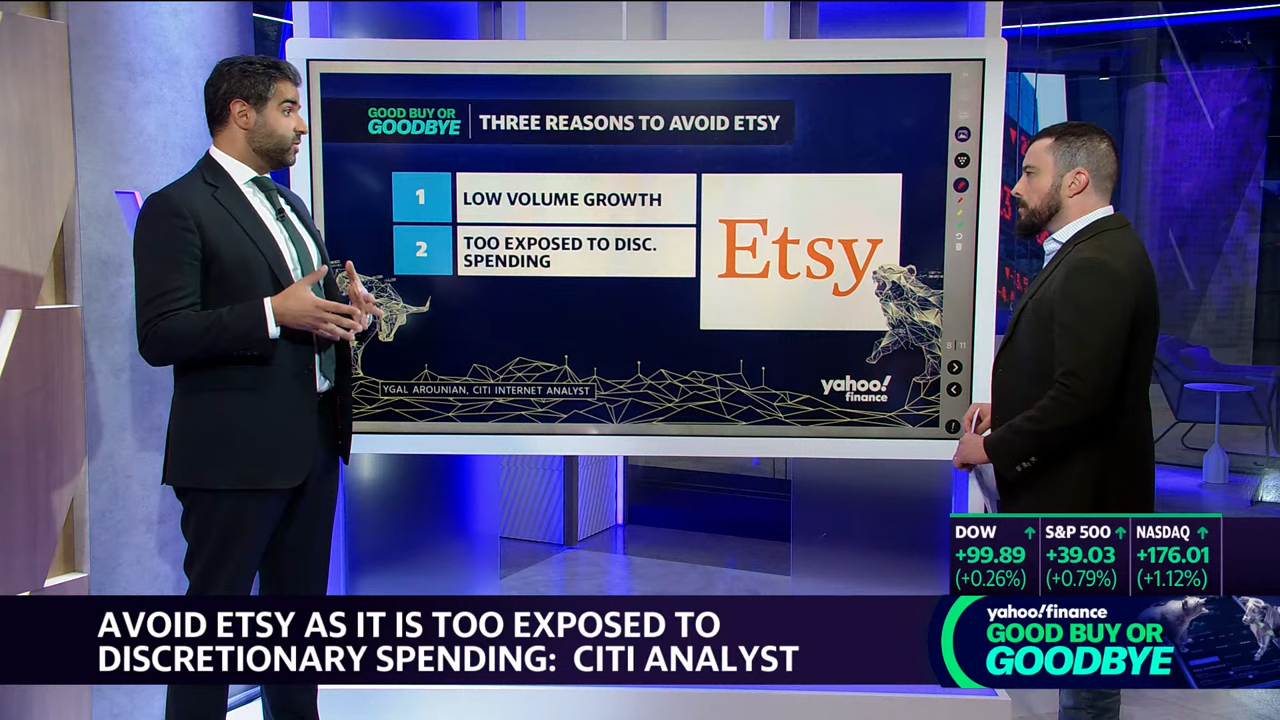 GOOD BUY OR
GOODBYE
THREE REASONS TO AVOID ETSY
1
LOW VOLUME GROWTH
2
TOO EXPOSED TO DISC.
SPENDING
Etsy
8 | 11
YGAL AROUNIAN, CITI INTERNET ANALYST
yahoo!
finance
DOW ↑ S&P 500 ↑ NASDAQ ↑
+99.89 +39.03 +176.01
(+0.26%) (+0.79%) (+1.12%)
AVOID ETSY AS IT IS TOO EXPOSED TO
DISCRETIONARY SPENDING: CITI ANALYST
yahoo!finance
GOOD BUY OR
GOODBYE